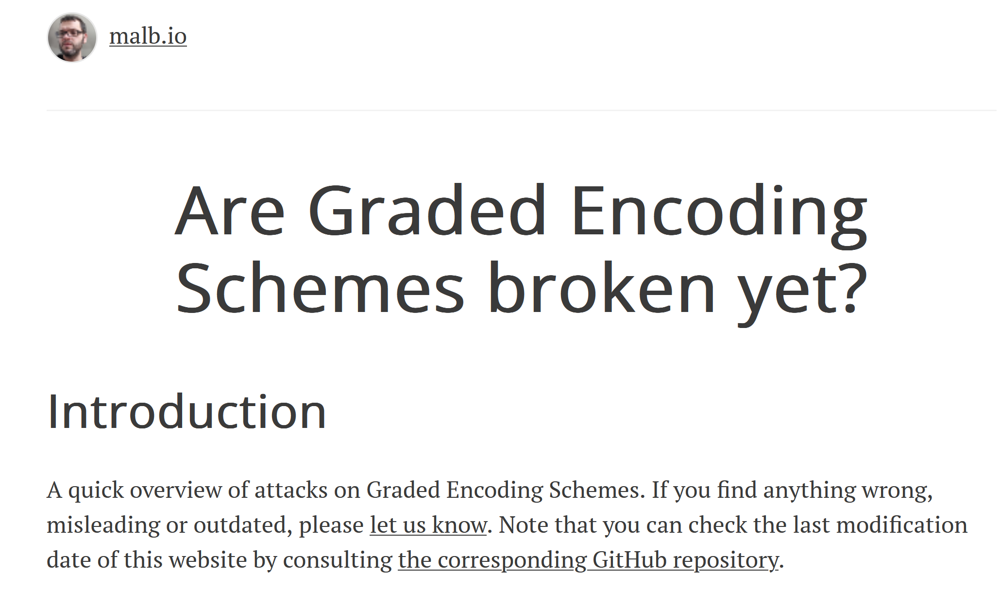 malb.io
Are Graded Encoding
Schemes broken yet?
Introduction
A quick overview of attacks on Graded Encoding Schemes. If you find anything wrong,
misleading or outdated, please let us know. Note that you can check the last modification
date of this website by consulting the corresponding GitHub repository.